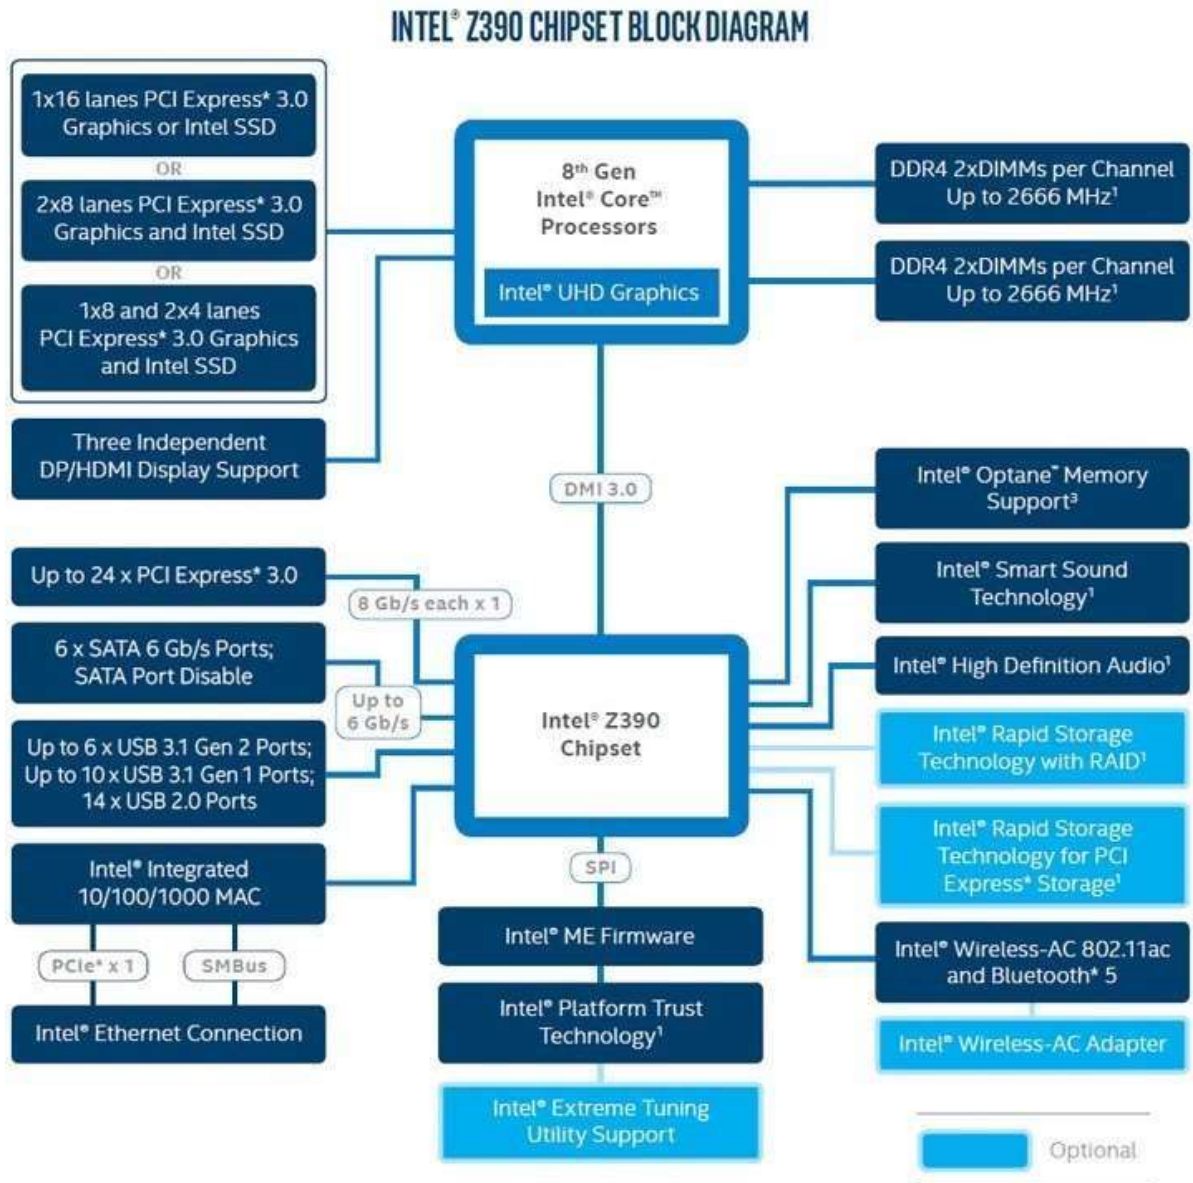 INTEL® Z390 CHIPSET BLOCK DIAGRAM
1x16 lanes PCI Express* 3.0
Graphics or Intel SSD
OR
2x8 lanes PCI Express* 3.0
Graphics and Intel SSD
OR
1x8 and 2x4 lanes
PCI Express* 3.0 Graphics
and Intel SSD
Three Independent
DP/HDMI Display Support
8th Gen
Intel® Core™
Processors
Intel® UHD Graphics
DDR4 2xDIMMs per Channel
Up to 2666 MHz¹
DDR4 2xDIMMs per Channel
Up to 2666 MHz¹
DMI 3.0
Up to 24 x PCI Express* 3.0
8 Gb/s each x 1
6 x SATA 6 Gb/s Ports;
SATA Port Disable
Up to
6 Gb/s
Up to 6 x USB 3.1 Gen 2 Ports;
Up to 10 x USB 3.1 Gen 1 Ports;
14 x USB 2.0 Ports
Intel® Integrated
10/100/1000 MAC
PCIe* x 1
SMBus
Intel® Ethernet Connection
Intel® Z390
Chipset
SPI
Intel® ME Firmware
Intel® Platform Trust
Technology¹
Intel® Extreme Tuning
Utility Support
Intel® Optane™ Memory
Support³
Intel® Smart Sound
Technology¹
Intel® High Definition Audio¹
Intel® Rapid Storage
Technology with RAID¹
Intel® Rapid Storage
Technology for PCI
Express* Storage¹
Intel® Wireless-AC 802.11ac
and Bluetooth* 5
Intel® Wireless-AC Adapter
Optional